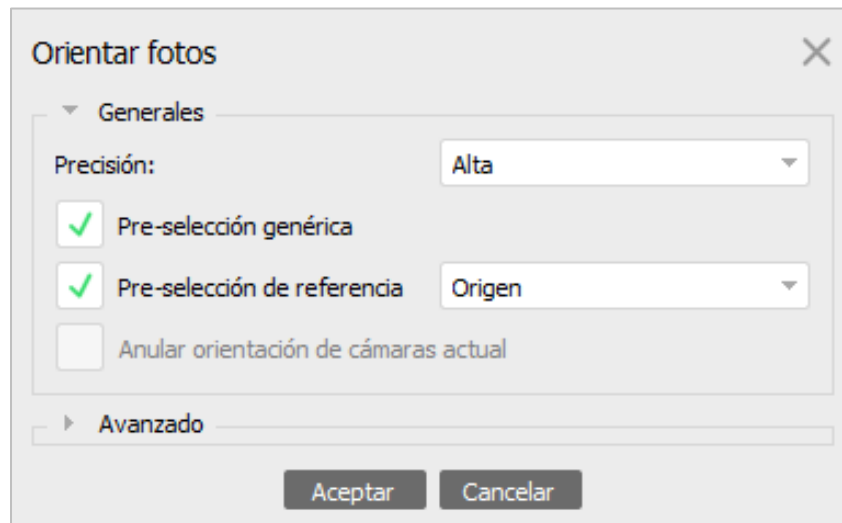 Orientar fotos
Generales
Precisión: Alta
Pre-selección genérica
Pre-selección de referencia Origen
Anular orientación de cámaras actual
Avanzado
Aceptar Cancelar